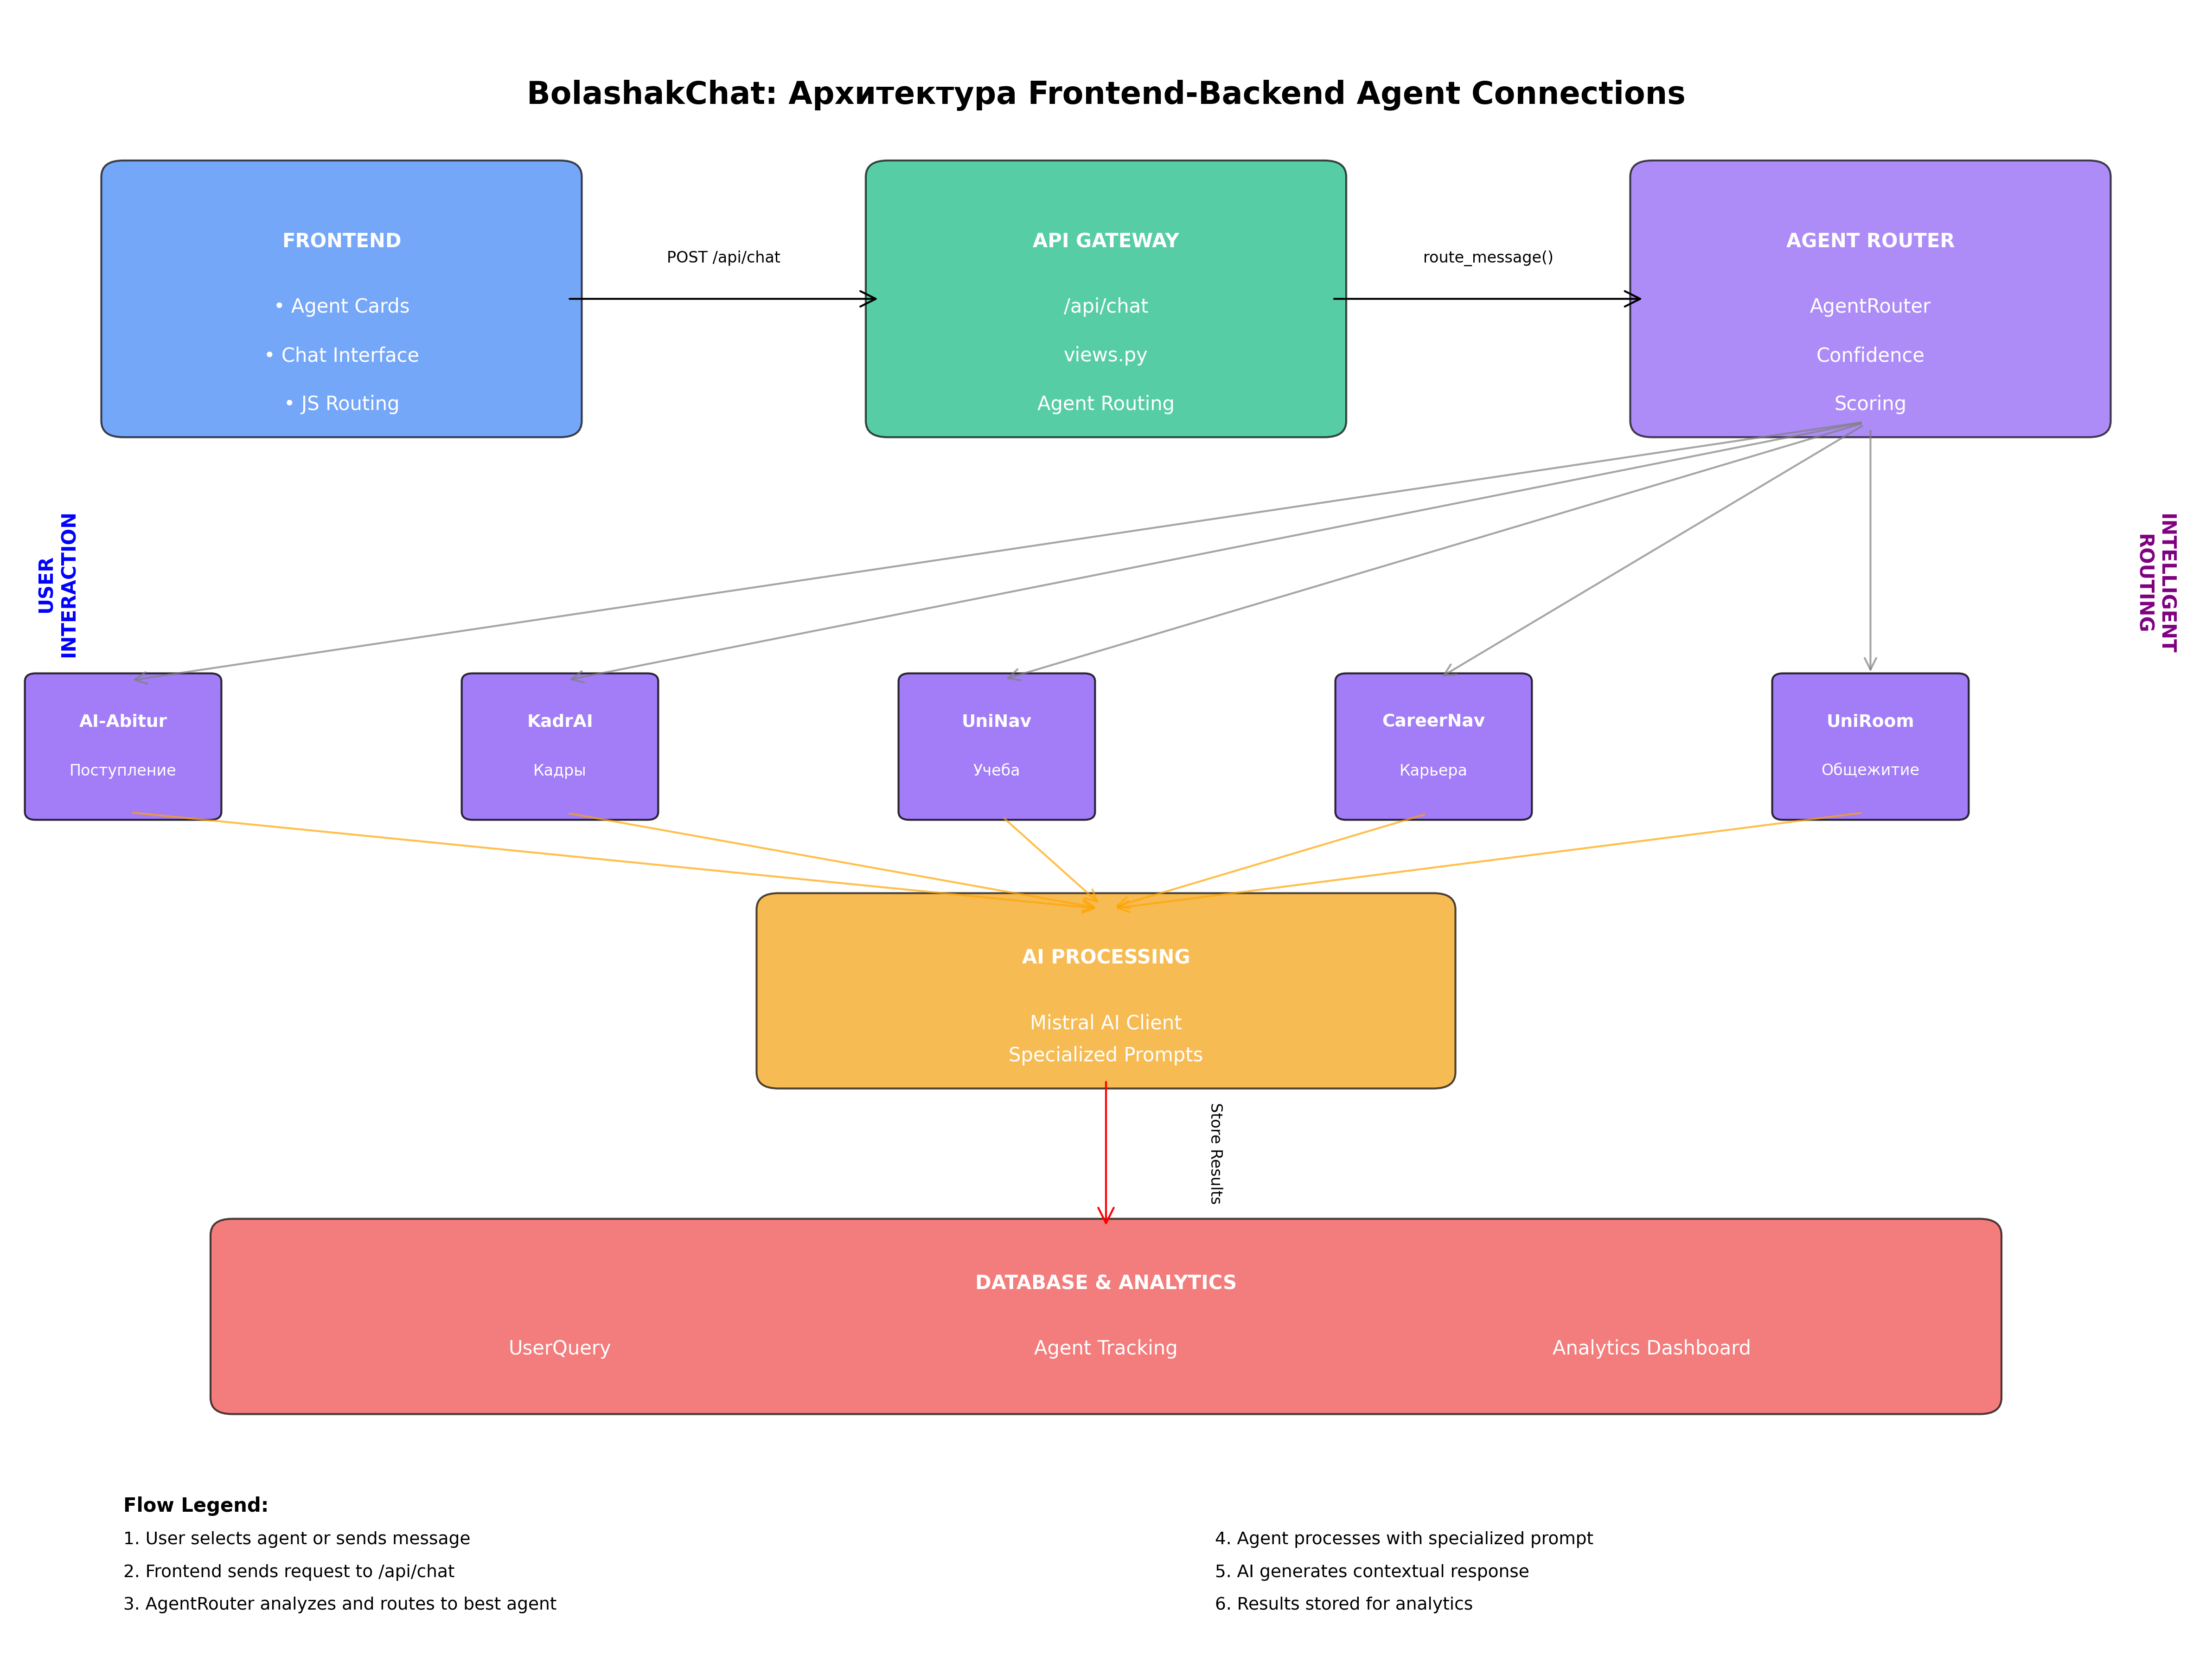 BolashakChat: Архитектура Frontend-Backend Agent Connections
FRONTEND
• Agent Cards
• Chat Interface
• JS Routing
POST /api/chat
API GATEWAY
/api/chat
views.py
Agent Routing
route_message()
AGENT ROUTER
AgentRouter
Confidence
Scoring
USER
INTERACTION
INTELLIGENT
ROUTING
AI-Abitur
Поступление
KadrAI
Кадры
UniNav
Учеба
CareerNav
Карьера
UniRoom
Общежитие
AI PROCESSING
Mistral AI Client
Specialized Prompts
Store Results
DATABASE & ANALYTICS
UserQuery
Agent Tracking
Analytics Dashboard
Flow Legend:
1. User selects agent or sends message
2. Frontend sends request to /api/chat
3. AgentRouter analyzes and routes to best agent
4. Agent processes with specialized prompt
5. AI generates contextual response
6. Results stored for analytics